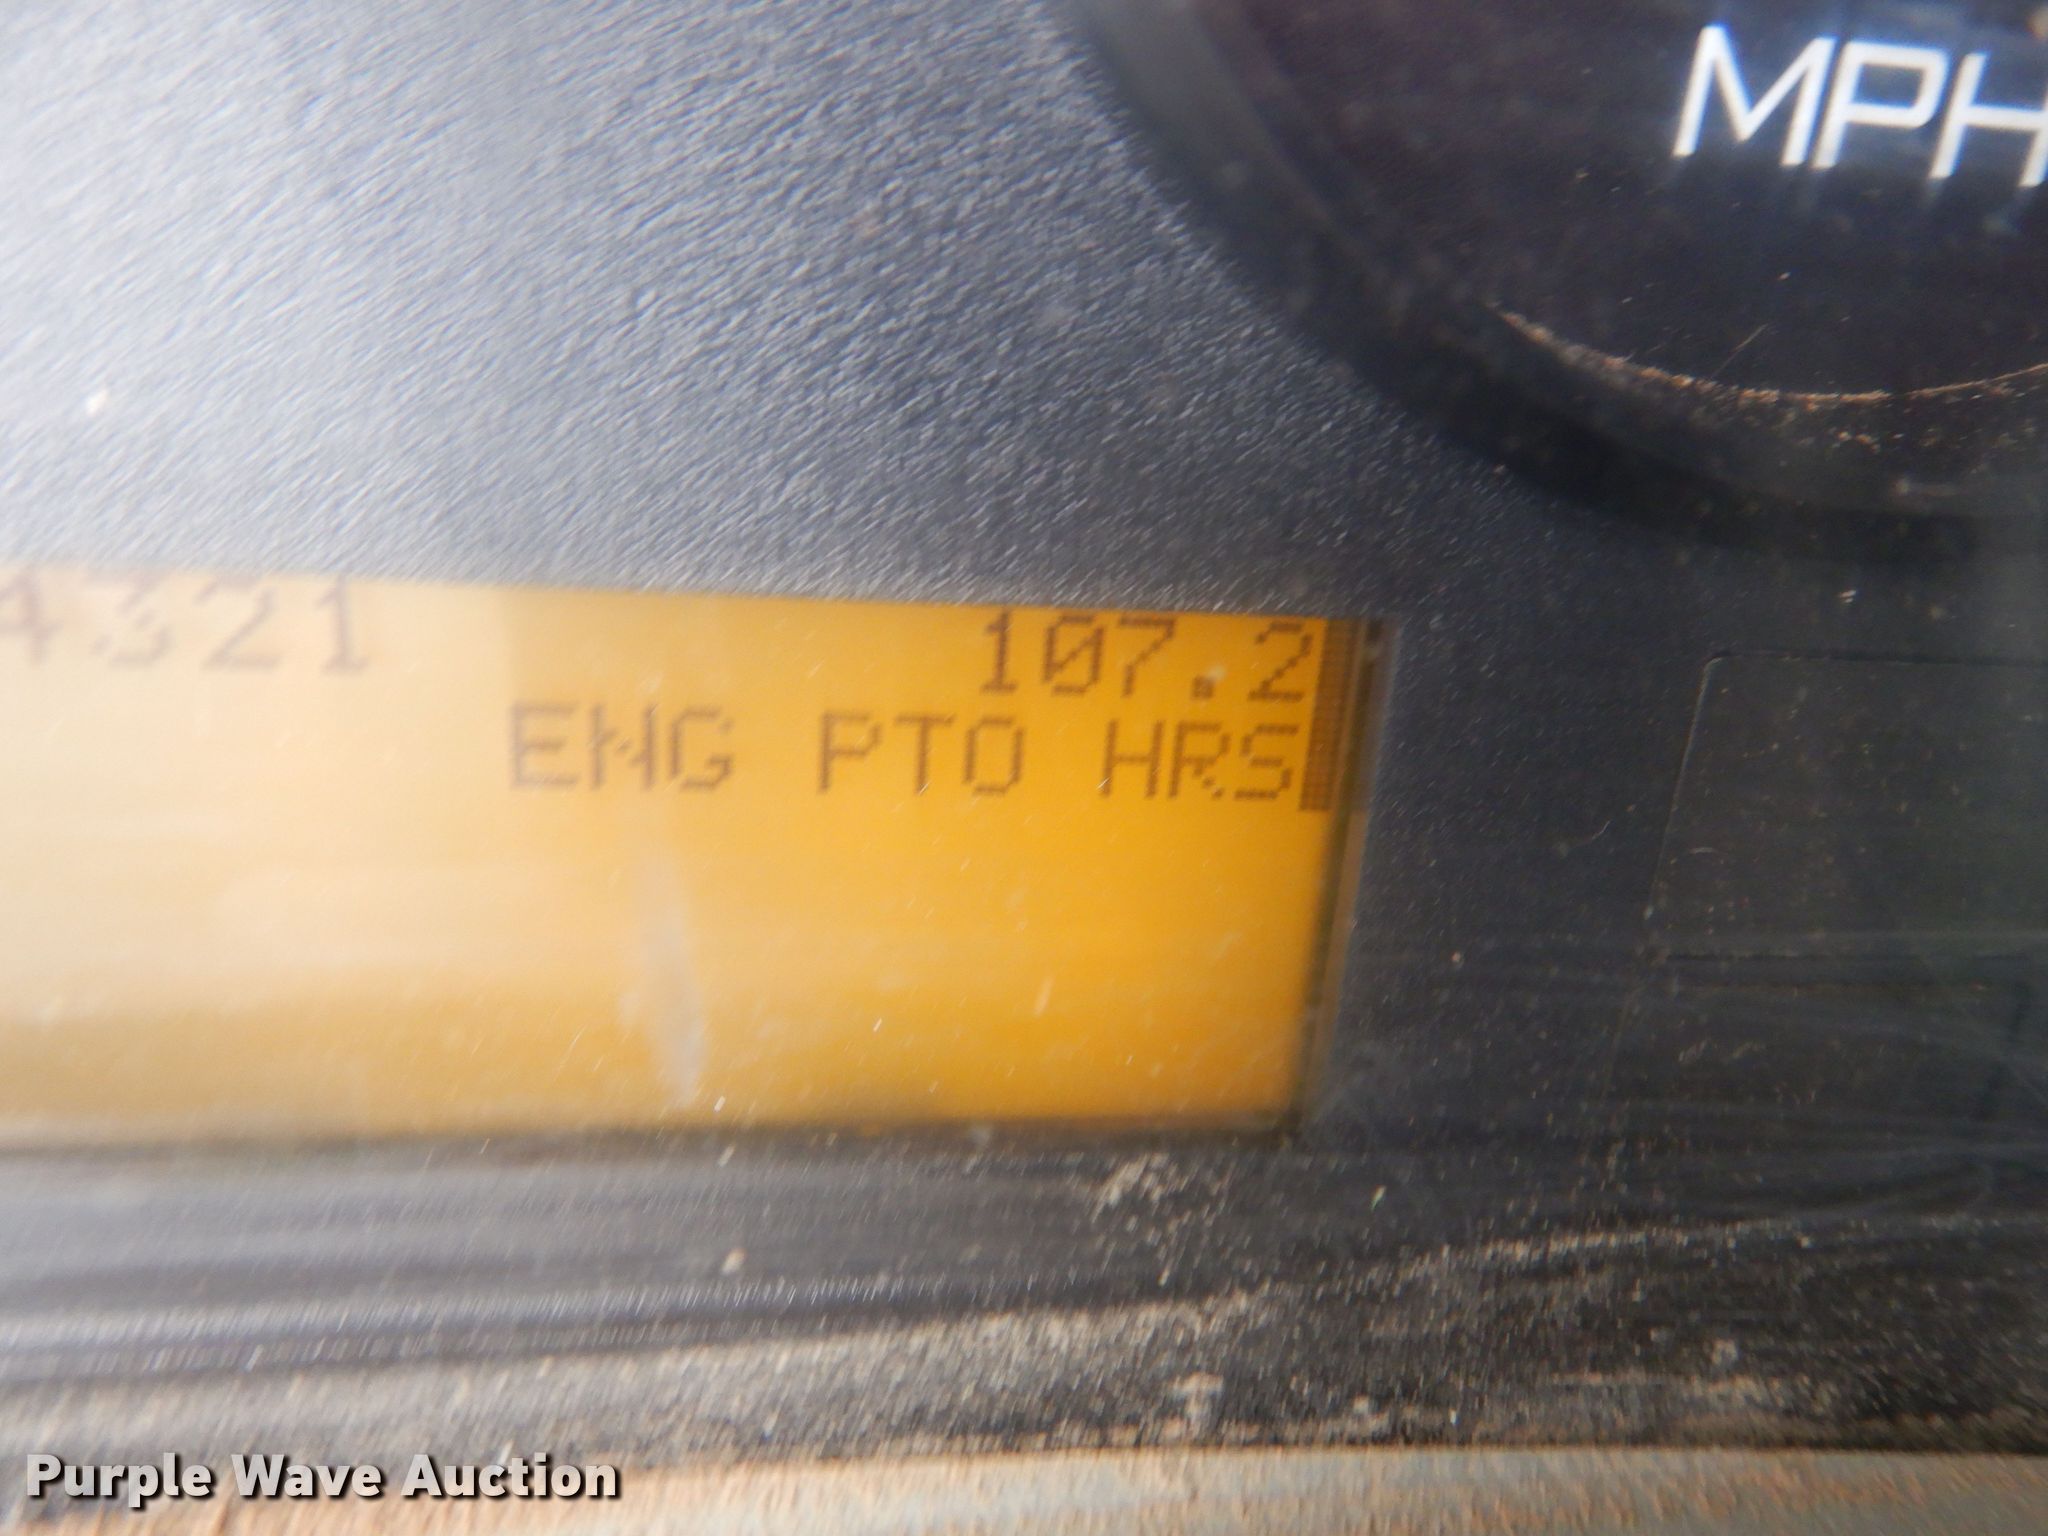 MPH
4321 107.2
ENG PTO HRS
Purple Wave Auction